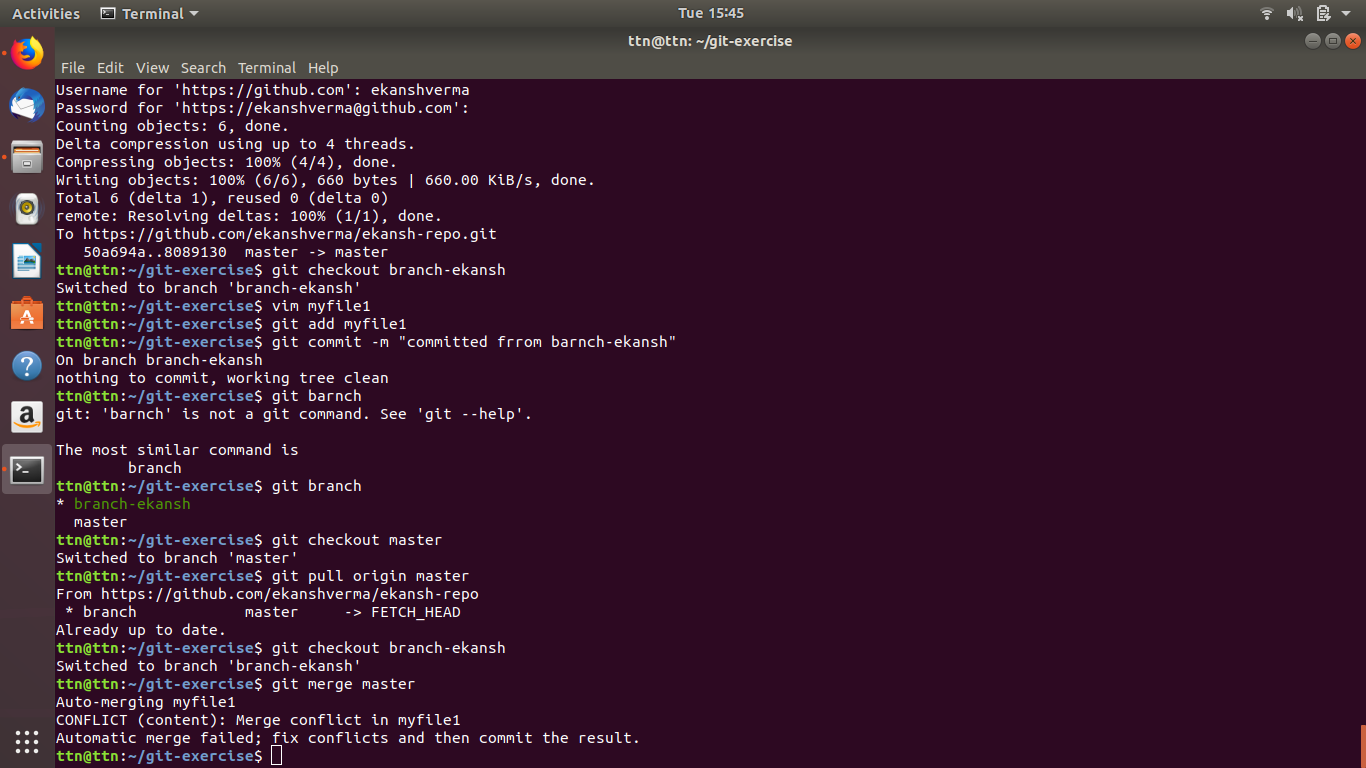 Activities Terminal Tue 15:45
ttn@ttn: ~/git-exercise
File Edit View Search Terminal Help
Username for 'https://github.com': ekanshverma
Password for 'https://ekanshverma@github.com':
Counting objects: 6, done.
Delta compression using up to 4 threads.
Compressing objects: 100% (4/4), done.
Writing objects: 100% (6/6), 660 bytes | 660.00 KiB/s, done.
Total 6 (delta 1), reused 0 (delta 0)
remote: Resolving deltas: 100% (1/1), done.
To https://github.com/ekanshverma/ekansh-repo.git
   50a694a..8089130  master -> master
ttn@ttn:~/git-exercise$ git checkout branch-ekansh
Switched to branch 'branch-ekansh'
ttn@ttn:~/git-exercise$ vim myfile1
ttn@ttn:~/git-exercise$ git add myfile1
ttn@ttn:~/git-exercise$ git commit -m "committed frrom barnch-ekansh"
On branch branch-ekansh
nothing to commit, working tree clean
ttn@ttn:~/git-exercise$ git barnch
git: 'barnch' is not a git command. See 'git --help'.

The most similar command is
        branch
ttn@ttn:~/git-exercise$ git branch
* branch-ekansh
  master
ttn@ttn:~/git-exercise$ git checkout master
Switched to branch 'master'
ttn@ttn:~/git-exercise$ git pull origin master
From https://github.com/ekanshverma/ekansh-repo
 * branch            master     -> FETCH_HEAD
Already up to date.
ttn@ttn:~/git-exercise$ git checkout branch-ekansh
Switched to branch 'branch-ekansh'
ttn@ttn:~/git-exercise$ git merge master
Auto-merging myfile1
CONFLICT (content): Merge conflict in myfile1
Automatic merge failed; fix conflicts and then commit the result.
ttn@ttn:~/git-exercise$